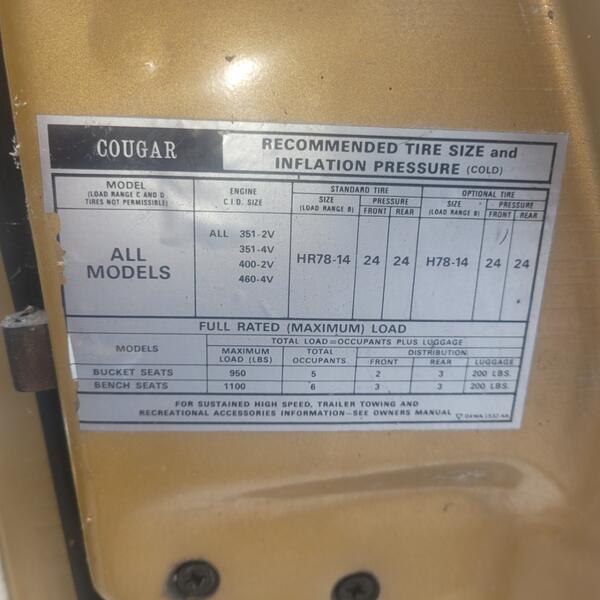 COUGAR
RECOMMENDED TIRE SIZE and
INFLATION PRESSURE (COLD)
MODEL
(LOAD RANGE C AND D
TIRES NOT PERMISSIBLE)
ENGINE
C.I.D. SIZE
STANDARD TIRE
SIZE
(LOAD RANGE B)
PRESSURE
FRONT REAR
OPTIONAL TIRE
SIZE
(LOAD RANGE B)
PRESSURE
FRONT REAR
ALL
MODELS
ALL 351-2V
351-4V
400-2V
460-4V
HR78-14 24 24 H78-14 24 24
FULL RATED (MAXIMUM) LOAD
MODELS
TOTAL LOAD=OCCUPANTS PLUS LUGGAGE
MAXIMUM
LOAD (LBS)
TOTAL
OCCUPANTS
DISTRIBUTION
FRONT REAR LUGGAGE
BUCKET SEATS 950 5 2 3 200 LBS.
BENCH SEATS 1100 6 3 3 200 LBS.
FOR SUSTAINED HIGH SPEED, TRAILER TOWING AND
RECREATIONAL ACCESSORIES INFORMATION—SEE OWNERS MANUAL